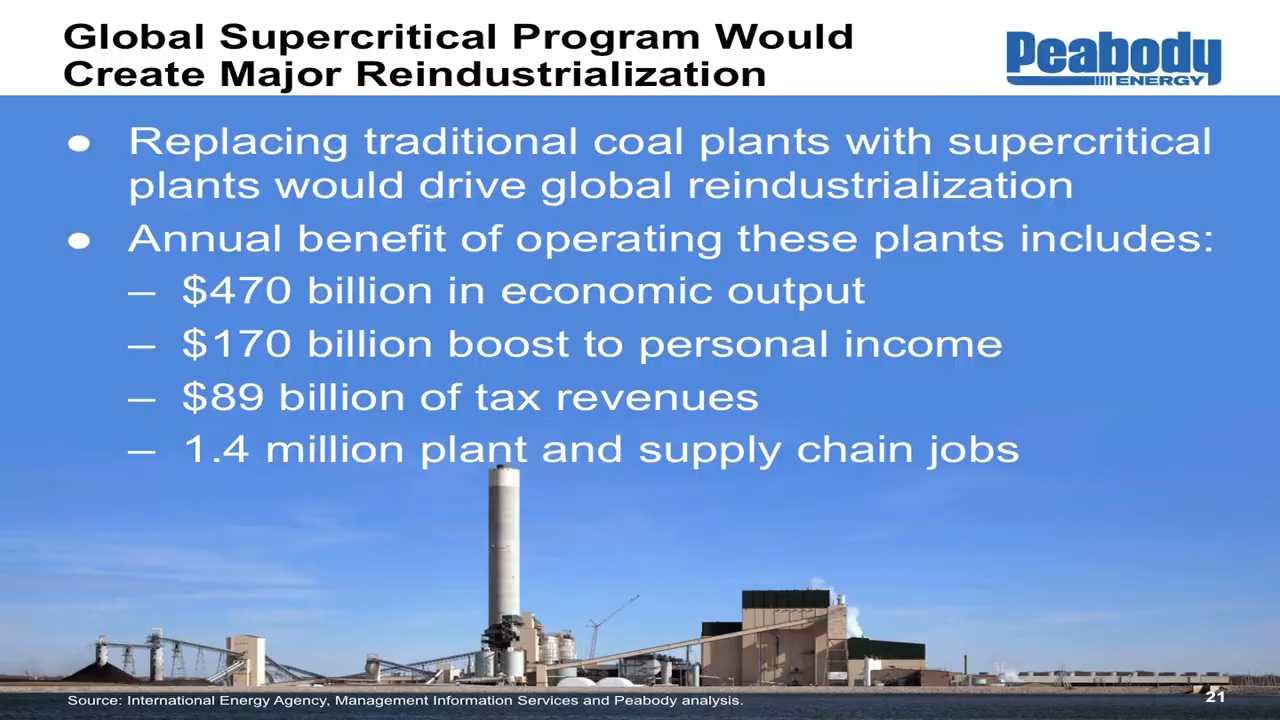 Global Supercritical Program Would
Create Major Reindustrialization
Peabody
ENERGY
● Replacing traditional coal plants with supercritical
plants would drive global reindustrialization
● Annual benefit of operating these plants includes:
– $470 billion in economic output
– $170 billion boost to personal income
– $89 billion of tax revenues
– 1.4 million plant and supply chain jobs
Source: International Energy Agency, Management Information Services and Peabody analysis.
21